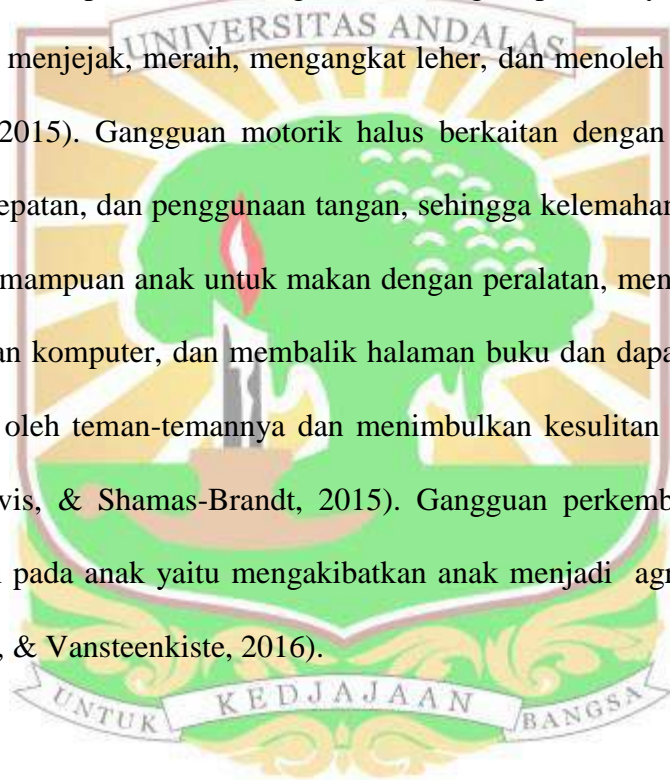 UNIVERSITAS ANDALAS
menjejak, meraih, mengangkat leher, dan menoleh
2015). Gangguan motorik halus berkaitan dengan
epatan, dan penggunaan tangan, sehingga kelemahan
mampuan anak untuk makan dengan peralatan, men
an komputer, dan membalik halaman buku dan dapa
oleh teman-temannya dan menimbulkan kesulitan
vis, & Shamas-Brandt, 2015). Gangguan perkemb
pada anak yaitu mengakibatkan anak menjadi agr
, & Vansteenkiste, 2016).
UNTUK KEDJAJAAN BANGSA